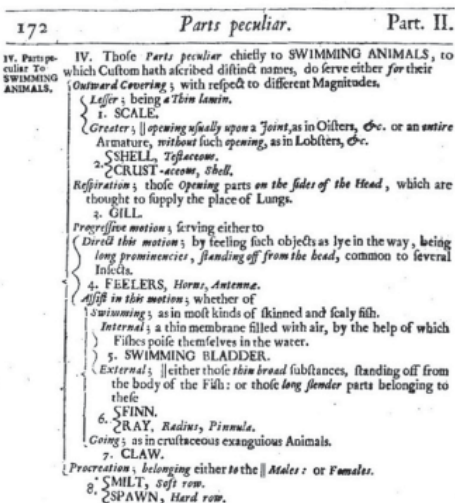 172 Parts peculiar. Part. II.
IV. Parts pe-
culiar To
SWIMMING
ANIMALS.
IV. Thoſe Parts peculiar chiefly to SWIMMING ANIMALS, to
which Cuſtom hath aſcribed diſtinct names, do ſerve either for their
Outward Covering; with reſpect to different Magnitudes.
Leſſer; being a Thin lamin.
1. SCALE.
Greater; || opening uſually upon a Joint, as in Oiſters, &c. or an entire
Armature, without ſuch opening, as in Lobſters, &c.
2. SHELL, Teſtaceous.
CRUST-aceous, Shell.
Reſpiration; thoſe Opening parts on the ſides of the Head, which are
thought to ſupply the place of Lungs.
3. GILL.
Progreſſive motion; ſerving either to
Direct this motion; by feeling ſuch objects as lye in the way, being
long prominencies, ſtanding off from the head, common to ſeveral
Inſects.
4. FEELERS, Horns, Antennæ.
Aſſiſt in this motion; whether of
Swimming; as in moſt kinds of ſkinned and ſcaly fiſh.
Internal; a thin membrane filled with air, by the help of which
Fiſhes poiſe themſelves in the water.
5. SWIMMING BLADDER.
External; || either thoſe thin broad ſubſtances, ſtanding off from
the body of the Fiſh: or thoſe long ſlender parts belonging to
theſe
6. FINN.
RAY, Radius, Pinnula.
Going; as in cruſtaceous exanguious Animals.
7. CLAW.
Procreation; belonging either to the || Males: or Females.
8. MILT, Soft row.
SPAWN, Hard row.